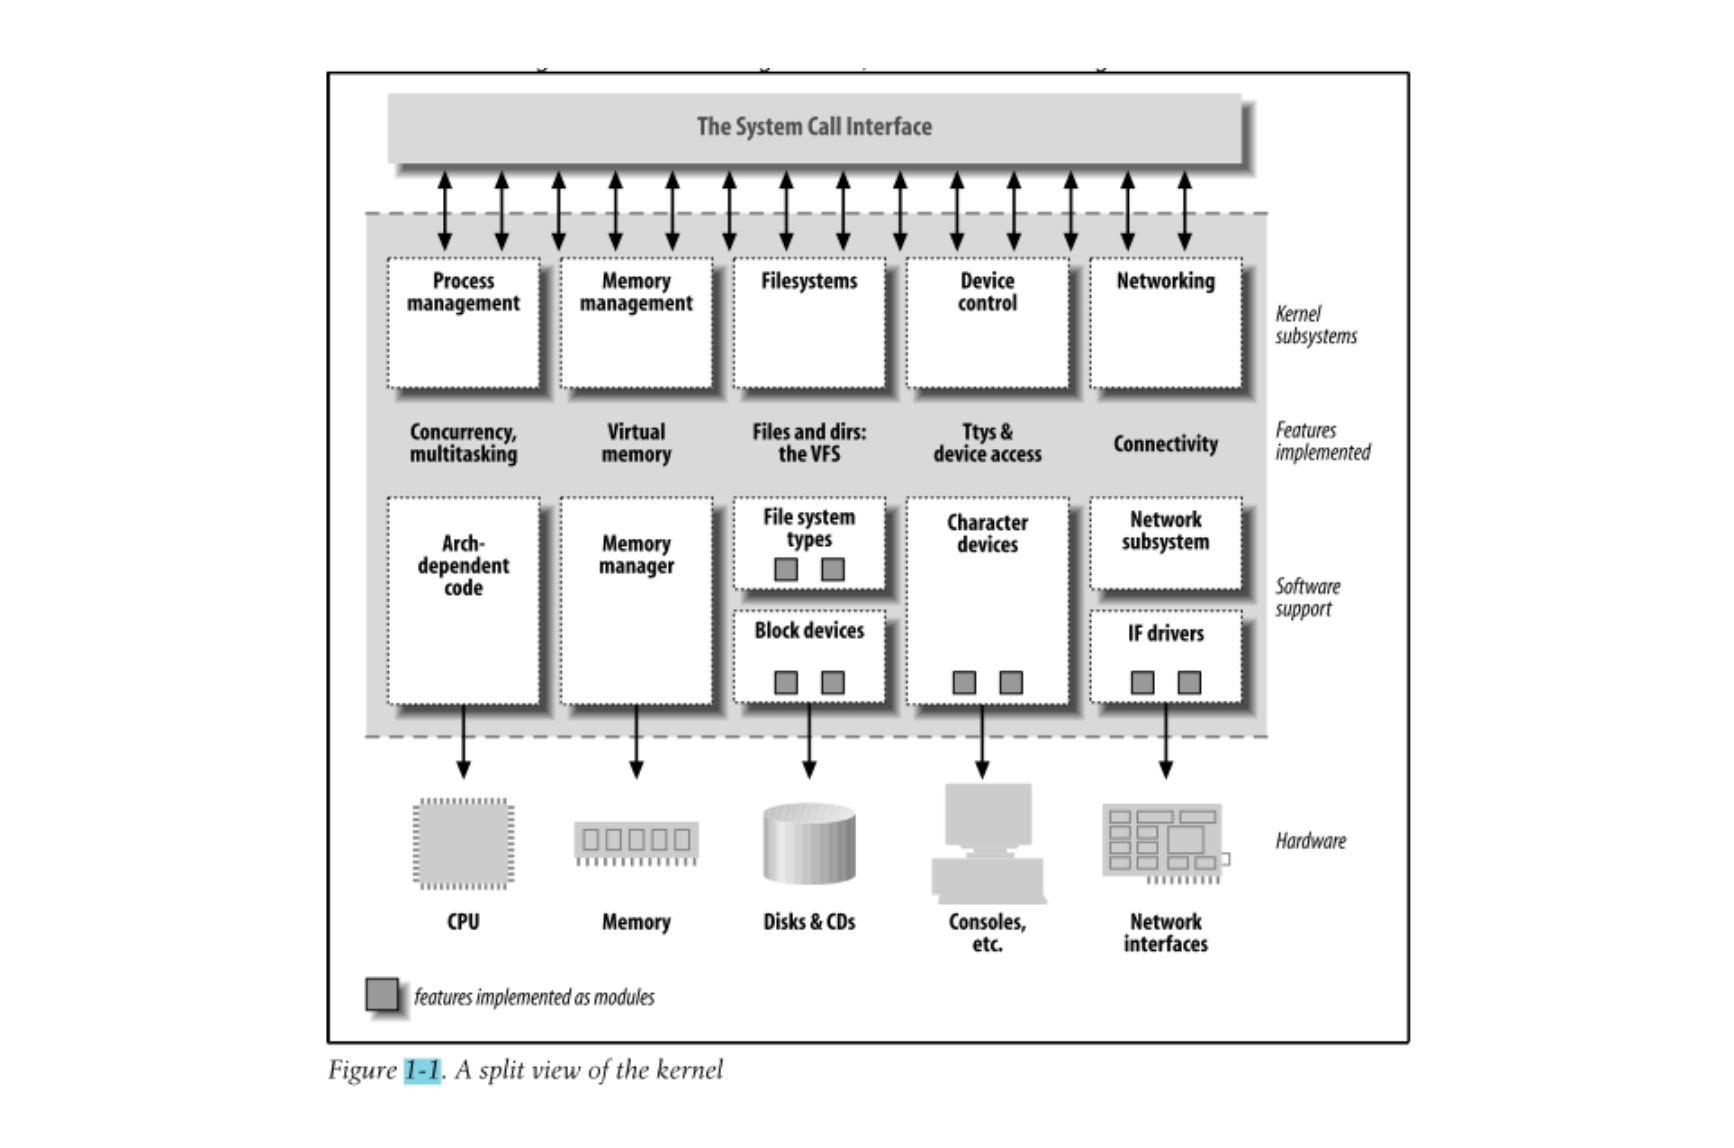 The System Call Interface
Process
management
Memory
management
Filesystems
Device
control
Networking
Kernel
subsystems
Concurrency,
multitasking
Virtual
memory
Files and dirs:
the VFS
Ttys &
device access
Connectivity
Features
implemented
Arch-
dependent
code
Memory
manager
File system
types
Block devices
Character
devices
Network
subsystem
IF drivers
Software
support
CPU
Memory
Disks & CDs
Consoles,
etc.
Network
interfaces
Hardware
features implemented as modules
Figure 1-1. A split view of the kernel